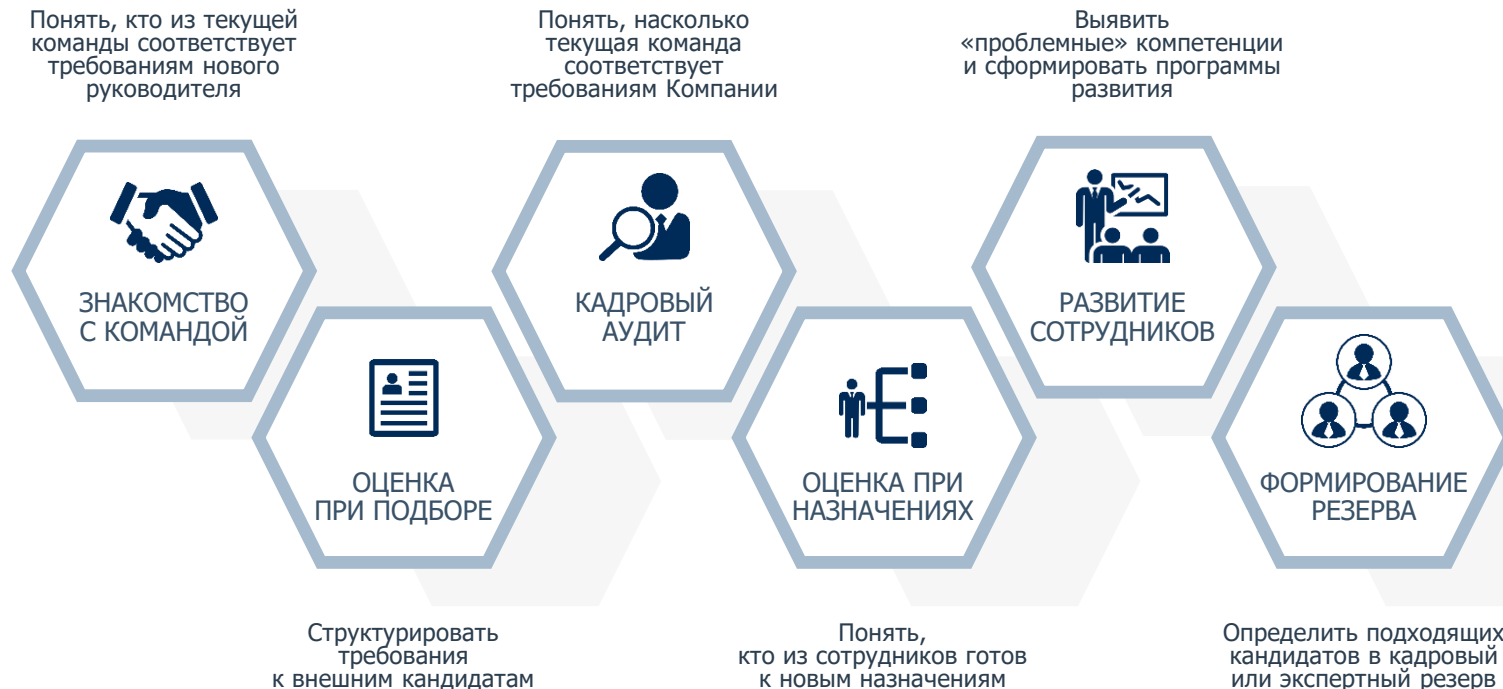 Понять, кто из текущей
команды соответствует
требованиям нового
руководителя
Понять, насколько
текущая команда
соответствует
требованиям Компании
Выявить
«проблемные» компетенции
и сформировать программы
развития
ЗНАКОМСТВО
С КОМАНДОЙ
КАДРОВЫЙ
АУДИТ
РАЗВИТИЕ
СОТРУДНИКОВ
ОЦЕНКА
ПРИ ПОДБОРЕ
ОЦЕНКА ПРИ
НАЗНАЧЕНИЯХ
ФОРМИРОВАНИЕ
РЕЗЕРВА
Структурировать
требования
к внешним кандидатам
Понять,
кто из сотрудников готов
к новым назначениям
Определить подходящих
кандидатов в кадровый
или экспертный резерв